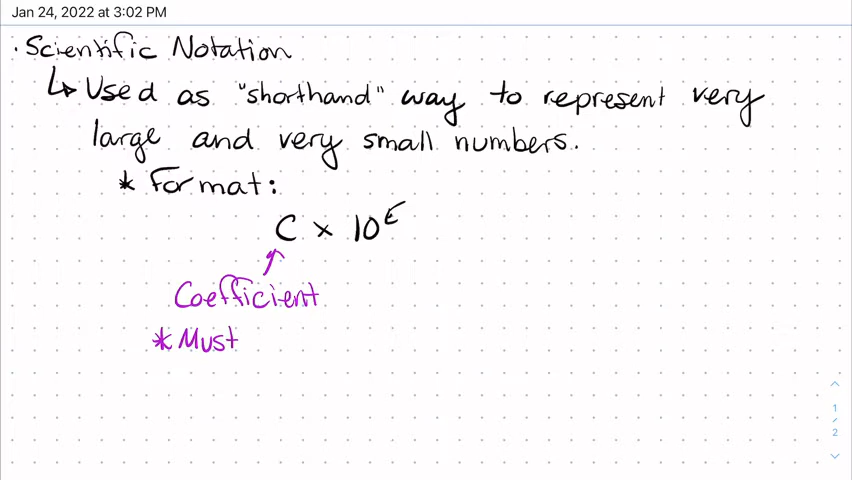 Jan 24, 2022 at 3:02 PM
· Scientific Notation
↳ Used as "shorthand" way to represent very
large and very small numbers.
* Format:
C × 10^E
Coefficient
* Must
1
/
2